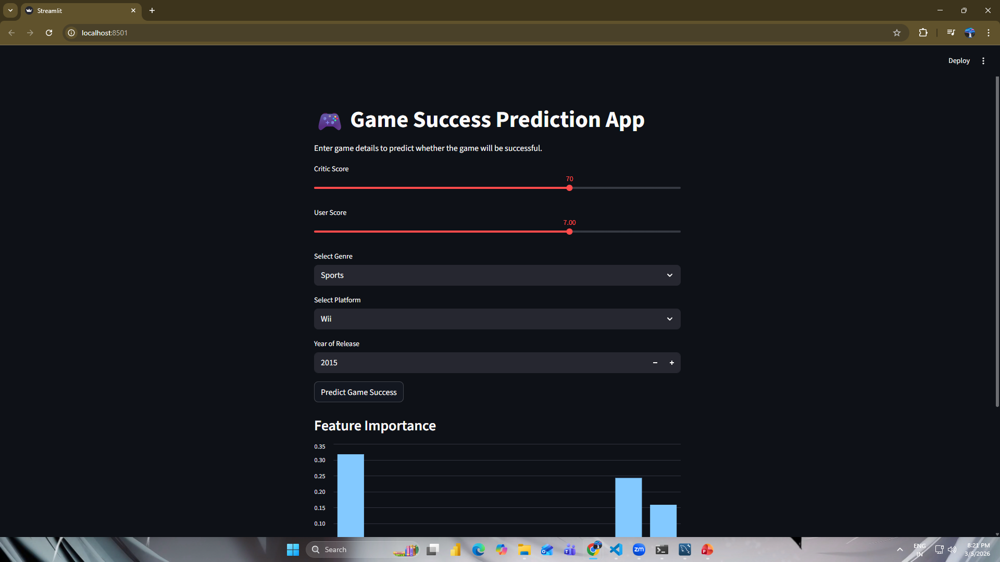 Streamlit
localhost:8501
Deploy
🎮 Game Success Prediction App
Enter game details to predict whether the game will be successful.
Critic Score
70
User Score
7.00
Select Genre
Sports
Select Platform
Wii
Year of Release
2015
Predict Game Success
Feature Importance
0.35
0.30
0.25
0.20
0.15
0.10
Search
zm
ENG
IN
8:21 PM
3/5/2026